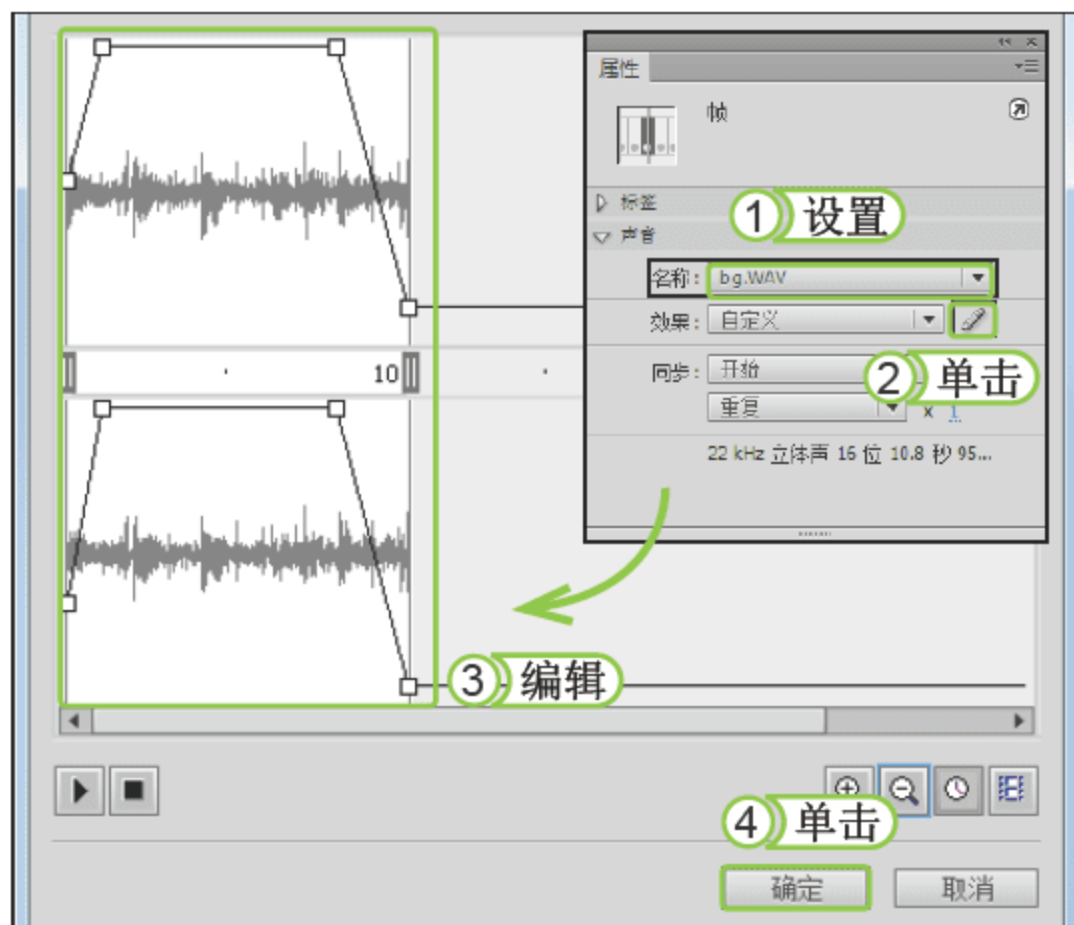 属性
帧
标签
① 设置
声音
名称: bg.WAV
效果: 自定义
同步: 开始
② 单击
重复
x 1
22 kHz 立体声 16 位 10.8 秒 95...
10
③ 编辑
④ 单击
确定
取消